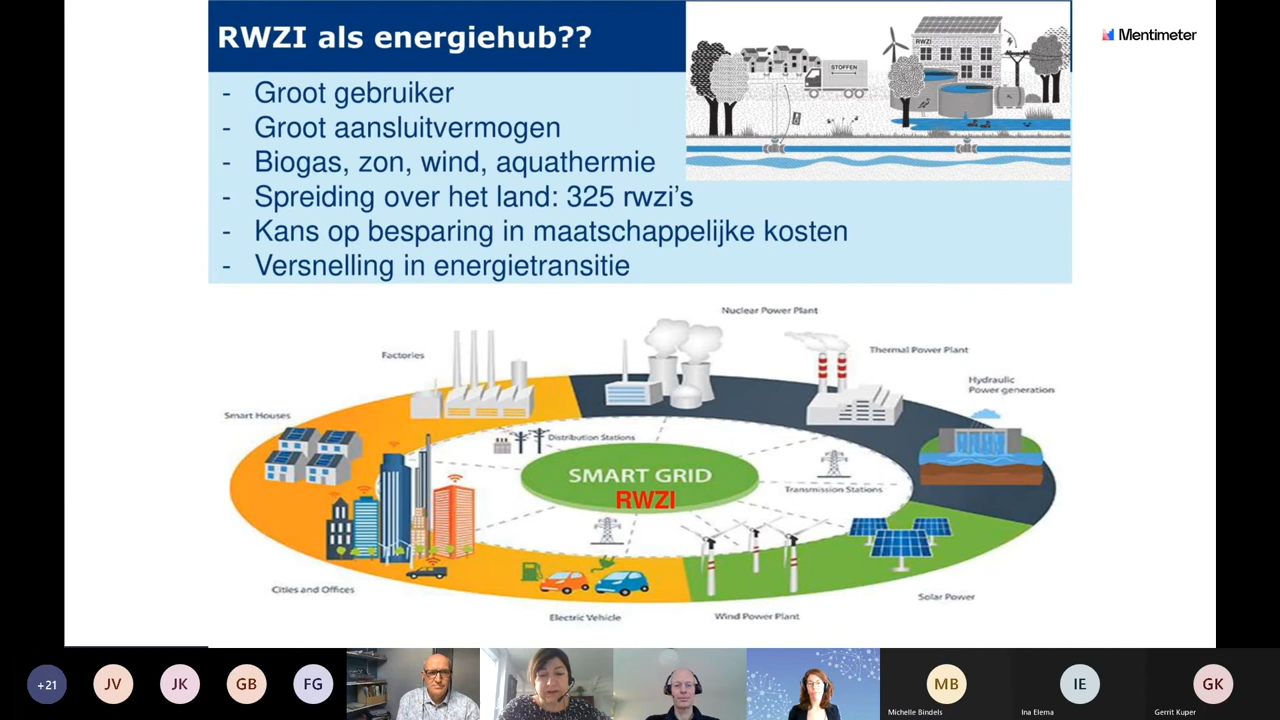 RWZI als energiehub??
Mentimeter
- Groot gebruiker
- Groot aansluitvermogen
- Biogas, zon, wind, aquathermie
- Spreiding over het land: 325 rwzi's
- Kans op besparing in maatschappelijke kosten
- Versnelling in energietransitie
RWZI
STOFFEN
Nuclear Power Plant
Factories
Thermal Power Plant
Hydraulic
Power generation
Smart Houses
Distribution Stations
SMART GRID
RWZI
Transmission Stations
Cities and Offices
Electric Vehicle
Wind Power Plant
Solar Power
+21
JV
JK
GB
FG
MB
IE
GK
Michelle Bindels
Ina Elema
Gerrit Kuper